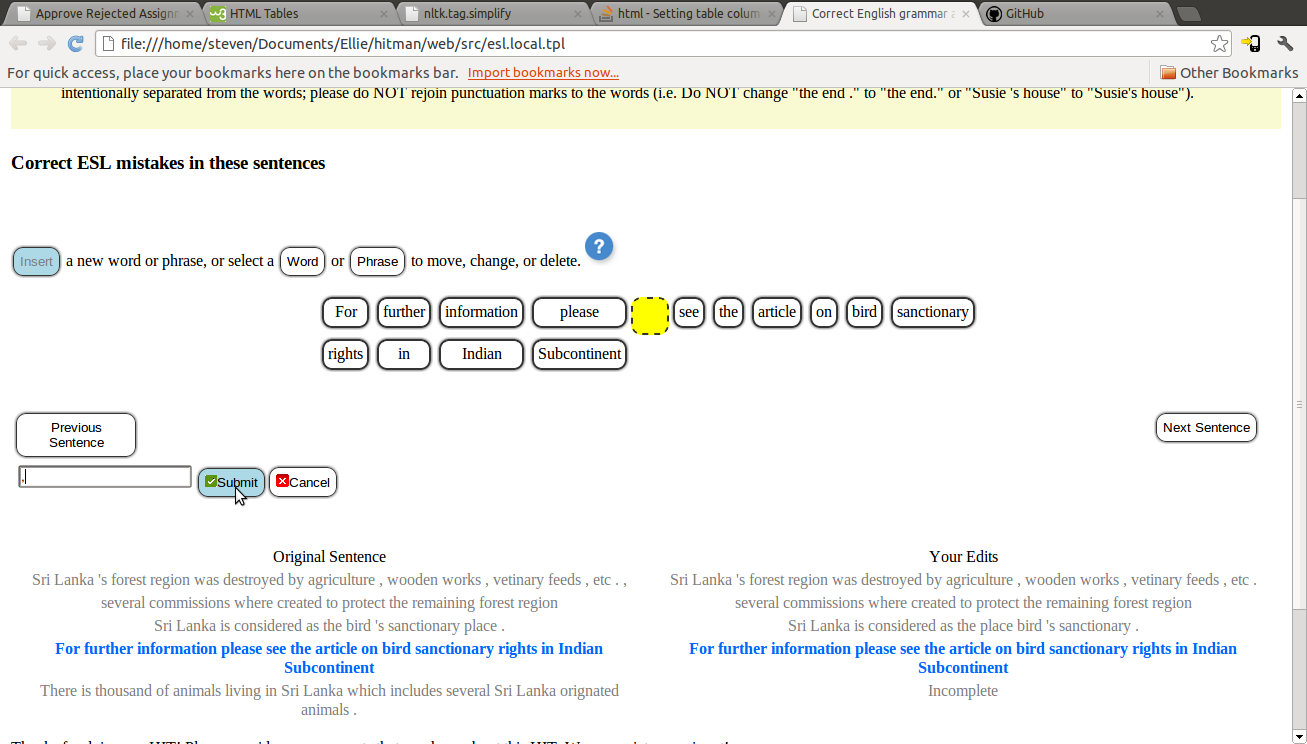 Approve Rejected Assignm
HTML Tables
nltk.tag.simplify
html - Setting table colum
Correct English grammar a
GitHub
file:///home/steven/Documents/Ellie/hitman/web/src/esl.local.tpl
For quick access, place your bookmarks here on the bookmarks bar. Import bookmarks now... Other Bookmarks
intentionally separated from the words; please do NOT rejoin punctuation marks to the words (i.e. Do NOT change "the end ." to "the end." or "Susie 's house" to "Susie's house").
Correct ESL mistakes in these sentences
Insert a new word or phrase, or select a Word or Phrase to move, change, or delete. ?
For further information please see the article on bird sanctionary
rights in Indian Subcontinent
Previous
Sentence
Next Sentence
,
Submit Cancel
Original Sentence
Sri Lanka 's forest region was destroyed by agriculture , wooden works , vetinary feeds , etc . ,
several commissions where created to protect the remaining forest region
Sri Lanka is considered as the bird 's sanctionary place .
For further information please see the article on bird sanctionary rights in Indian
Subcontinent
There is thousand of animals living in Sri Lanka which includes several Sri Lanka orignated
animals .
Your Edits
Sri Lanka 's forest region was destroyed by agriculture , wooden works , vetinary feeds , etc .
several commissions where created to protect the remaining forest region
Sri Lanka is considered as the place bird 's sanctionary .
For further information please see the article on bird sanctionary rights in Indian
Subcontinent
Incomplete